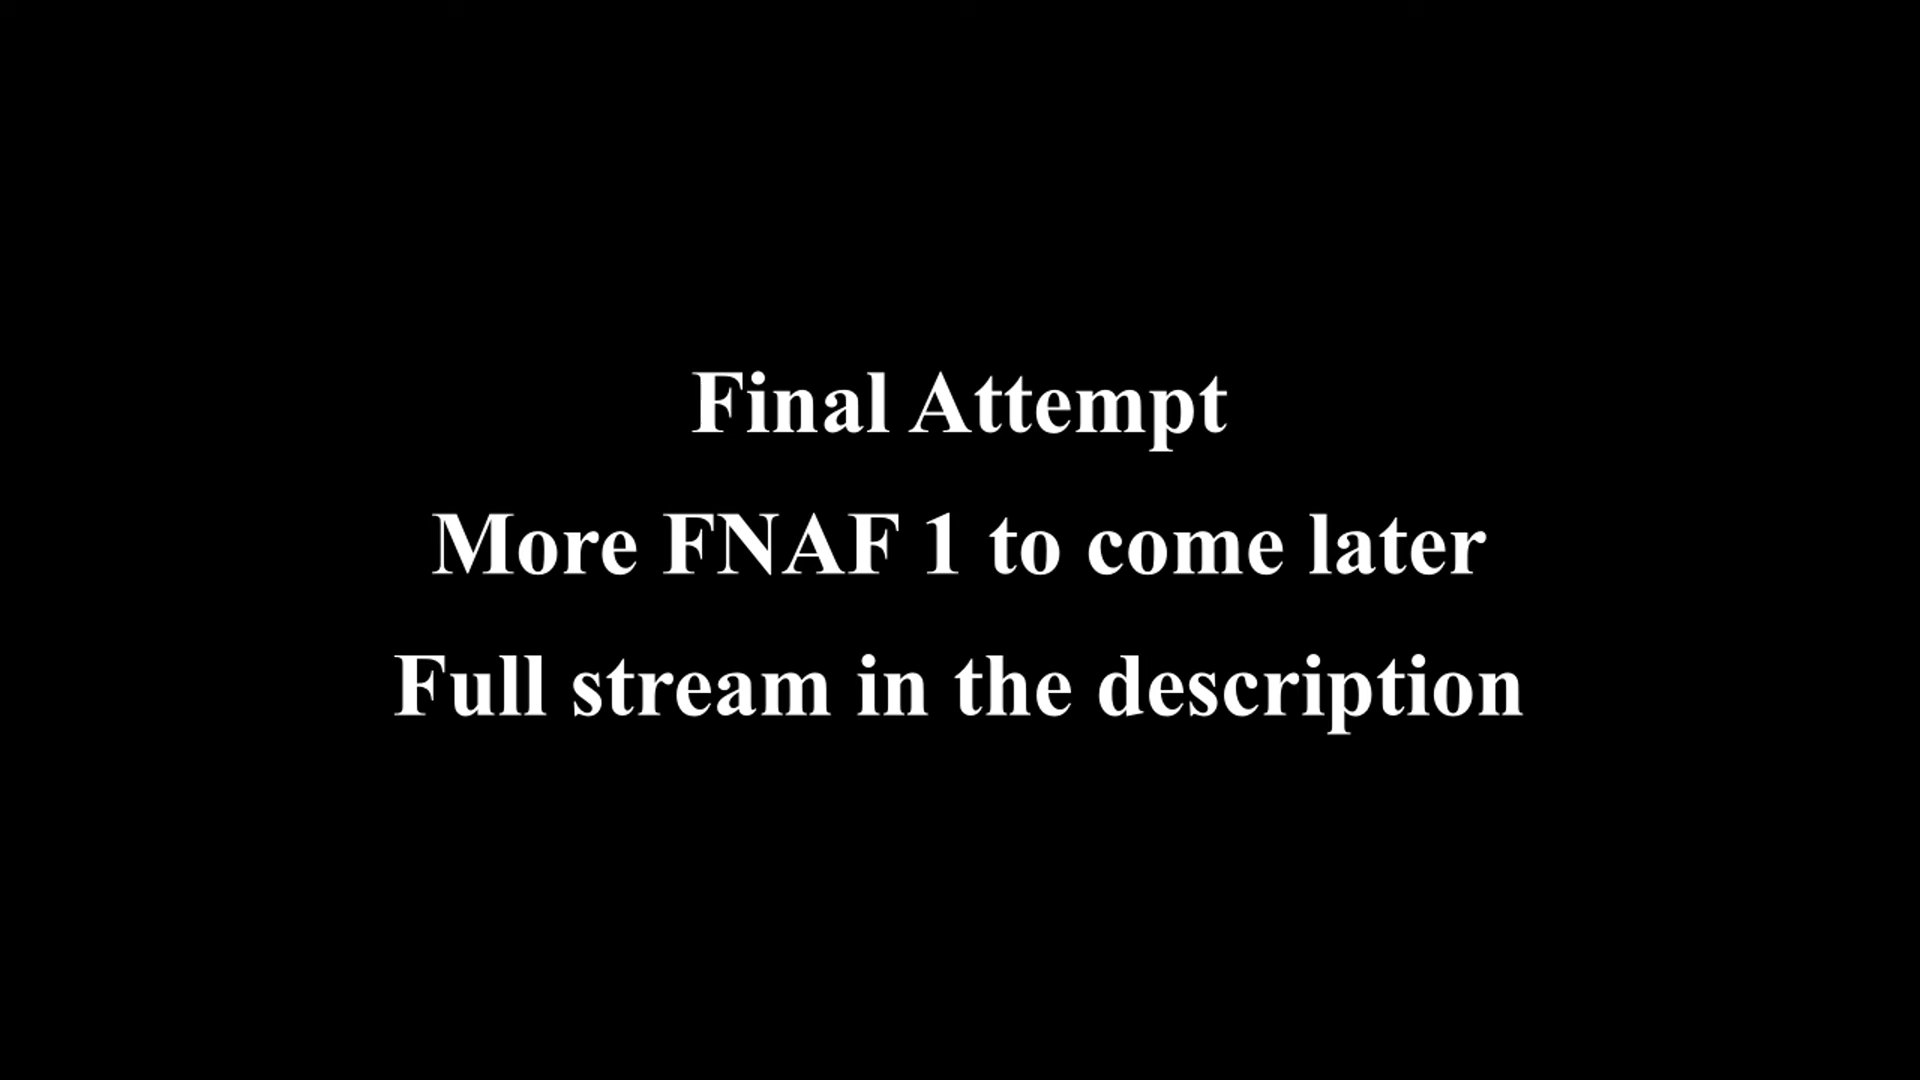 Final Attempt
More FNAF 1 to come later
Full stream in the description